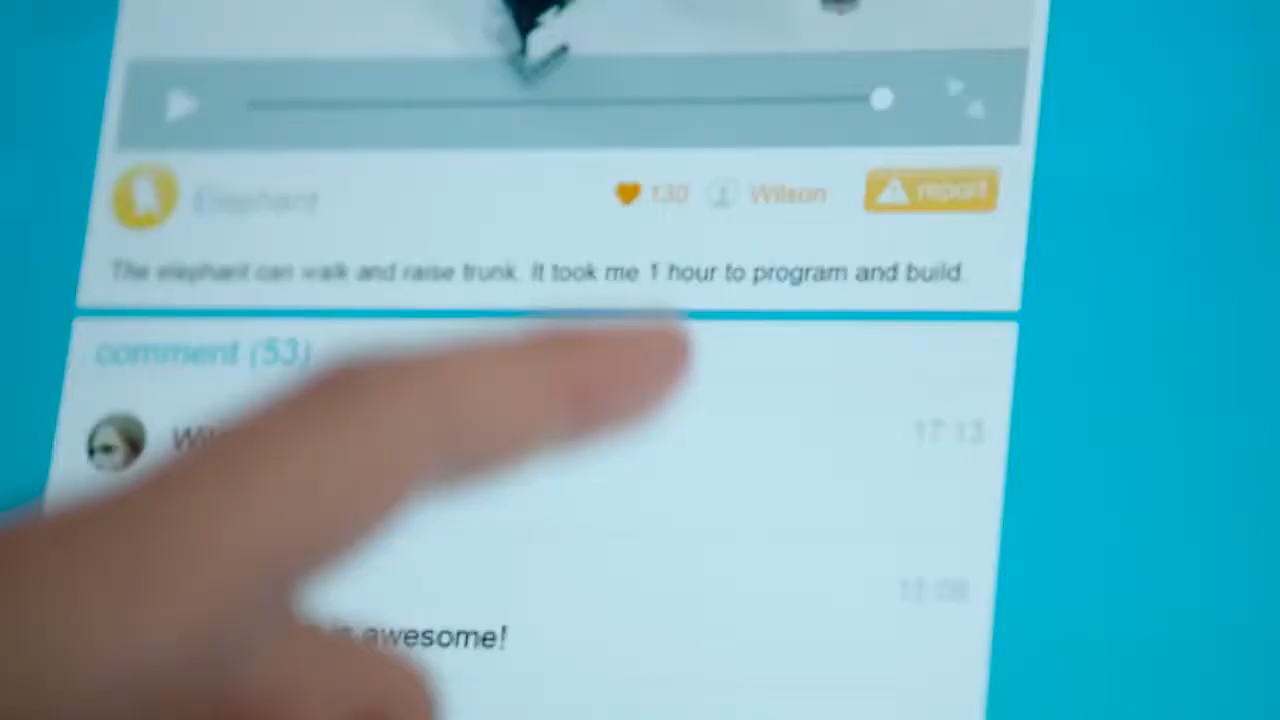 Elephant
130 Wilson report
The elephant can walk and raise trunk. It took me 1 hour to program and build.
comment (53)
17:13
awesome!